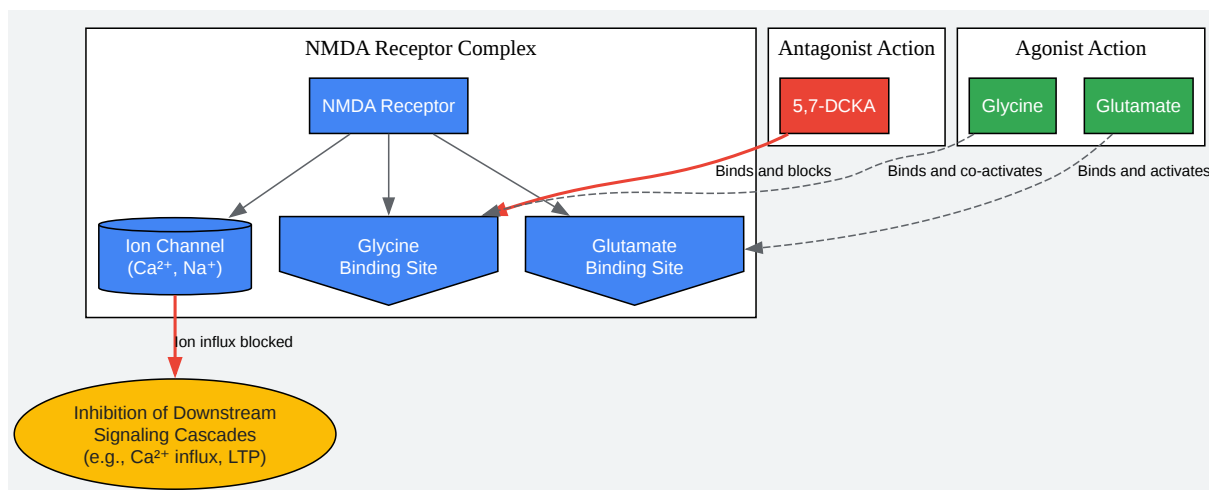 NMDA Receptor Complex
Antagonist Action
Agonist Action
NMDA Receptor
5,7-DCKA
Glycine
Glutamate
Binds and blocks
Binds and co-activates
Binds and activates
Ion Channel
(Ca²⁺, Na⁺)
Glycine
Binding Site
Glutamate
Binding Site
Ion influx blocked
Inhibition of Downstream
Signaling Cascades
(e.g., Ca²⁺ influx, LTP)